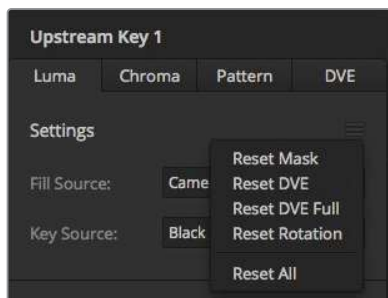 Upstream Key 1
Luma Chroma Pattern DVE
Settings
Reset Mask
Fill Source: Came Reset DVE
Reset DVE Full
Key Source: Black Reset Rotation
Reset All